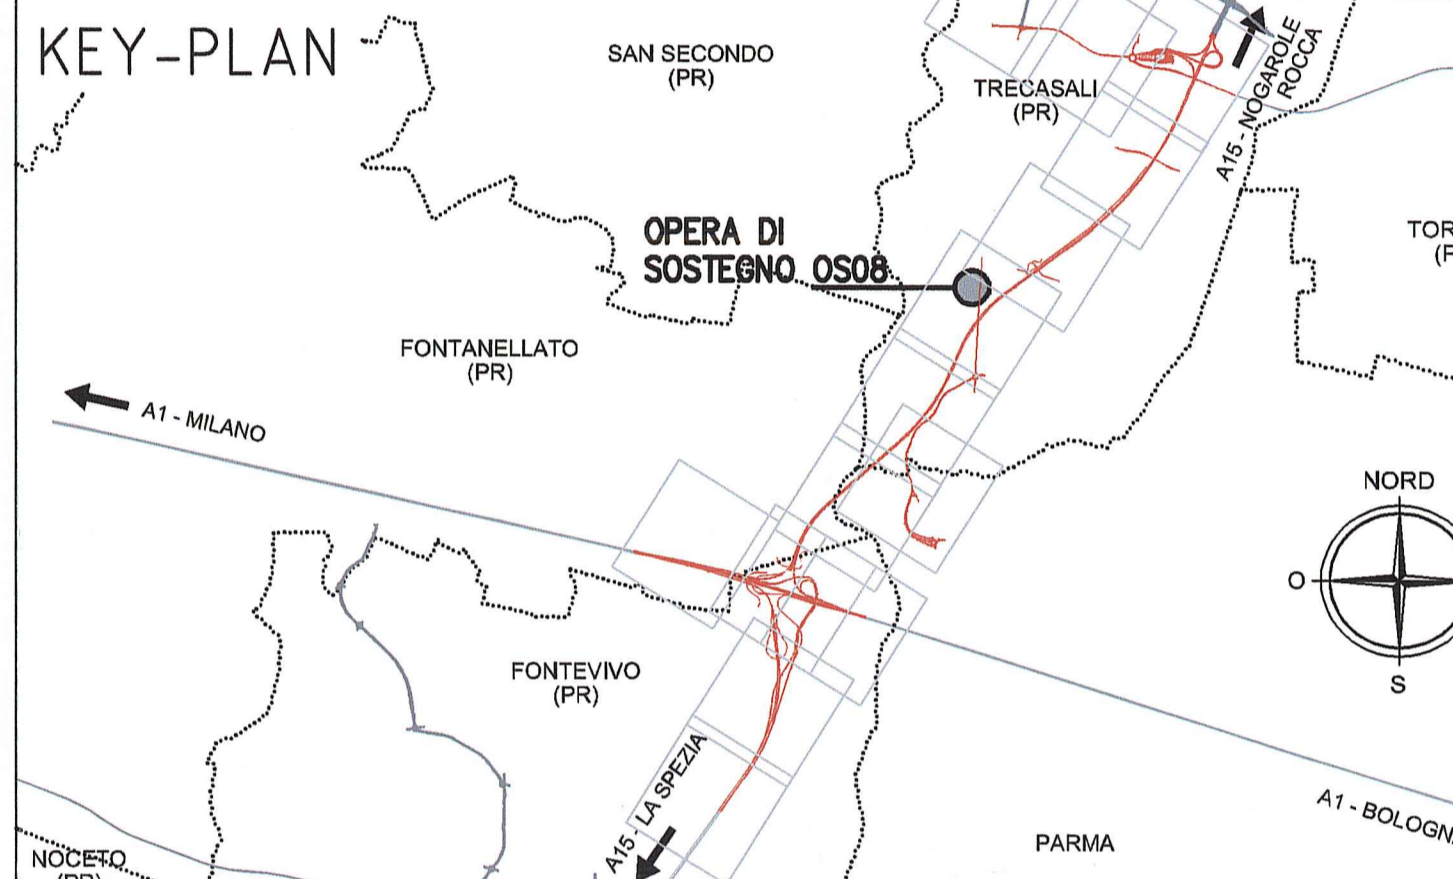 KEY-PLAN
SAN SECONDO
(PR)
TRECASALI
(PR)
A15 - NOGAROLE
ROCCA
TOR
OPERA DI
SOSTEGNO OS08
FONTANELLATO
(PR)
A1 - MILANO
NORD
O
S
FONTEVIVO
(PR)
A15 - LA SPEZIA
A1 - BOLOGN
PARMA
NOCETO
(PR)